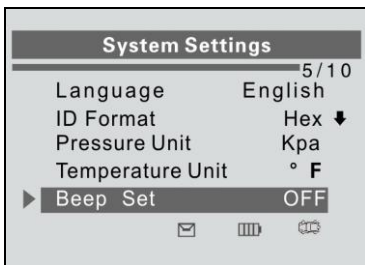 System Settings
5/10
Language English
ID Format Hex
Pressure Unit Kpa
Temperature Unit ° F
Beep Set OFF